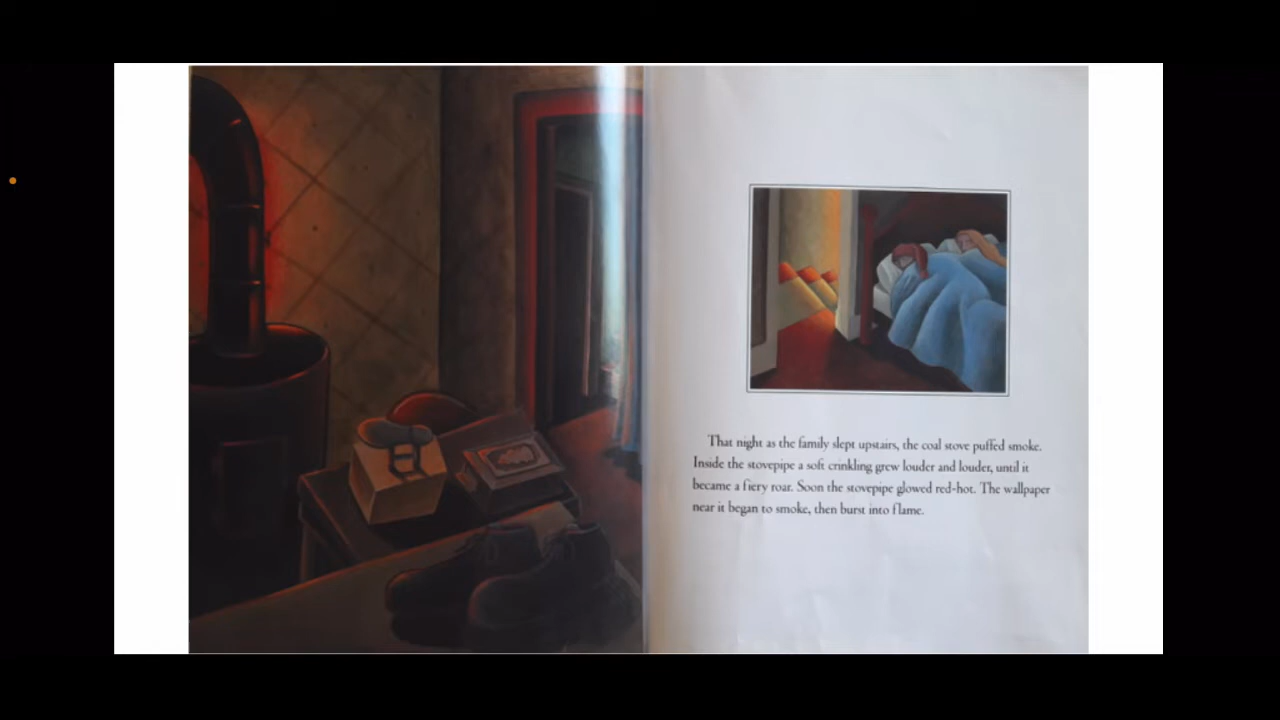 That night as the family slept upstairs, the coal stove puffed smoke.
Inside the stovepipe a soft crinkling grew louder and louder, until it
became a fiery roar. Soon the stovepipe glowed red-hot. The wallpaper
near it began to smoke, then burst into flame.